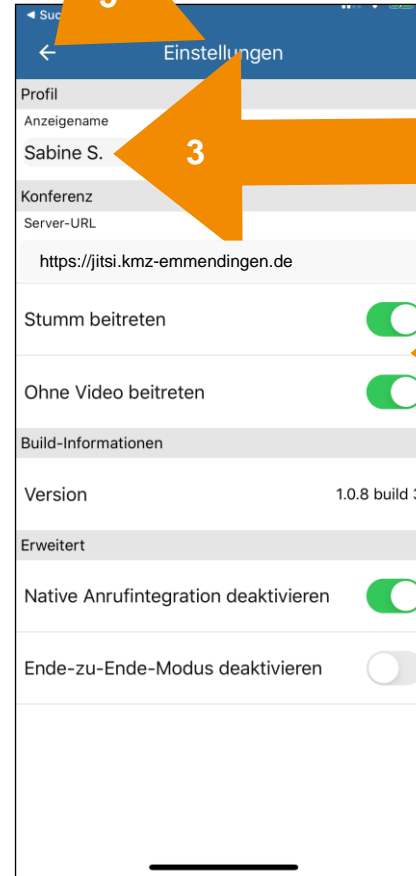 Einstellungen
Profil
Anzeigename
Sabine S.
3
Konferenz
Server-URL
https://jitsi.kmz-emmendingen.de
Stumm beitreten
Ohne Video beitreten
Build-Informationen
Version
1.0.8 build
Erweitert
Native Anrufintegration deaktivieren
Ende-zu-Ende-Modus deaktivieren